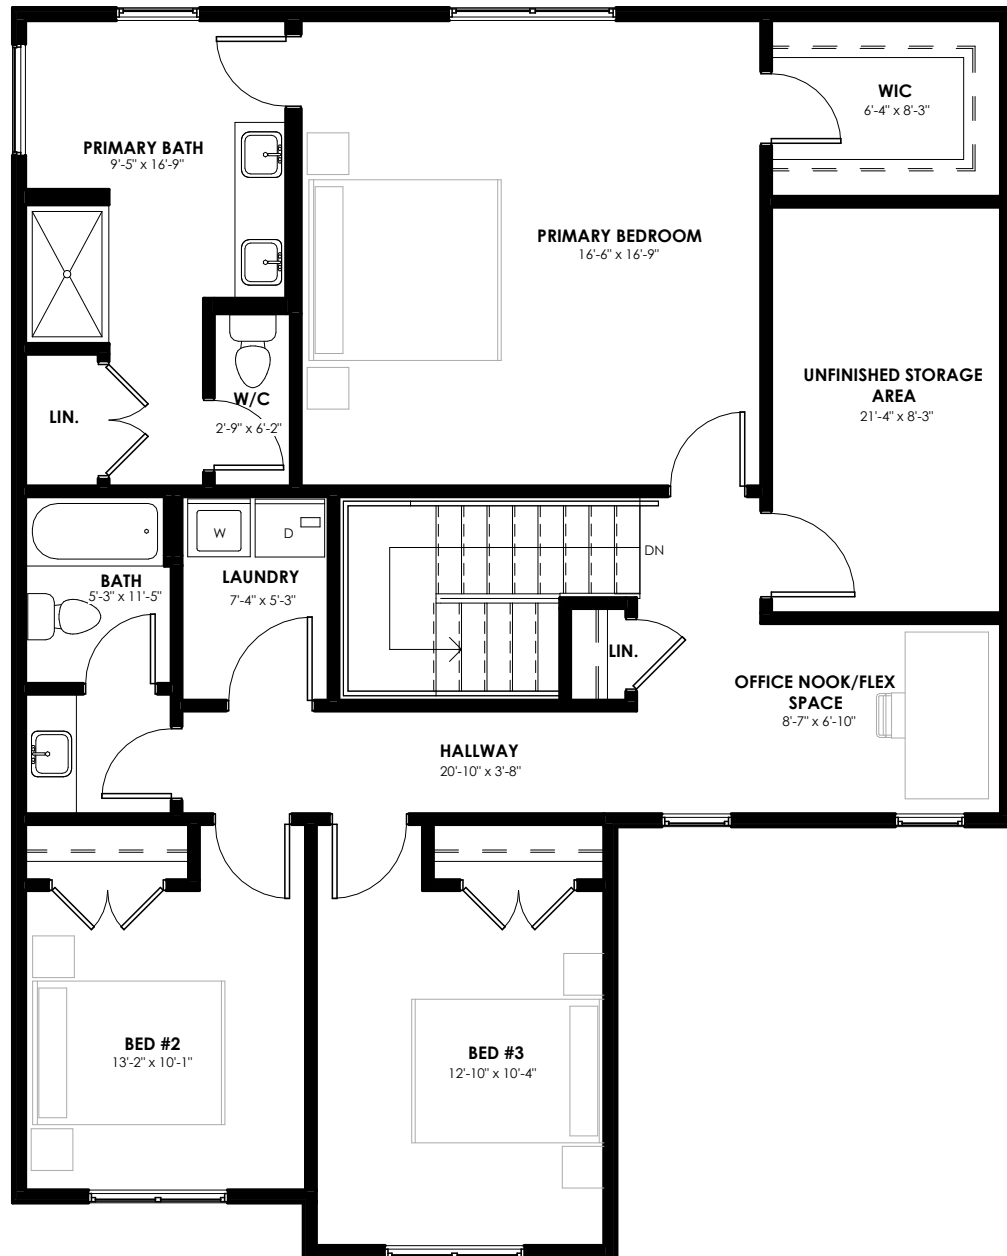 WIC
6'-4" x 8'-3"
PRIMARY BATH
9'-5" x 16'-9"
PRIMARY BEDROOM
16'-6" x 16'-9"
UNFINISHED STORAGE
AREA
21'-4" x 8'-3"
W/C
2'-9" x 6'-2"
LIN.
W
D
DN
BATH
5'-3" x 11'-5"
LAUNDRY
7'-4" x 5'-3"
LIN.
OFFICE NOOK/FLEX
SPACE
8'-7" x 6'-10"
HALLWAY
20'-10" x 3'-8"
BED #2
13'-2" x 10'-1"
BED #3
12'-10" x 10'-4"